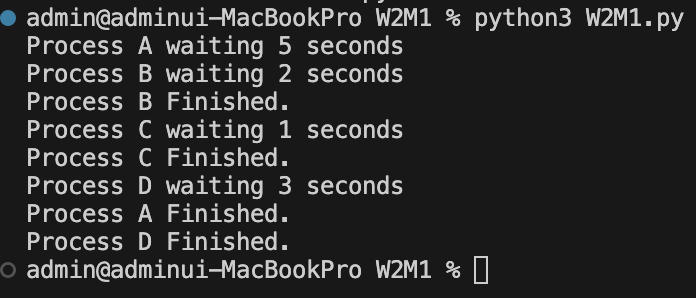 admin@adminui-MacBookPro W2M1 % python3 W2M1.py
Process A waiting 5 seconds
Process B waiting 2 seconds
Process B Finished.
Process C waiting 1 seconds
Process C Finished.
Process D waiting 3 seconds
Process A Finished.
Process D Finished.
admin@adminui-MacBookPro W2M1 %